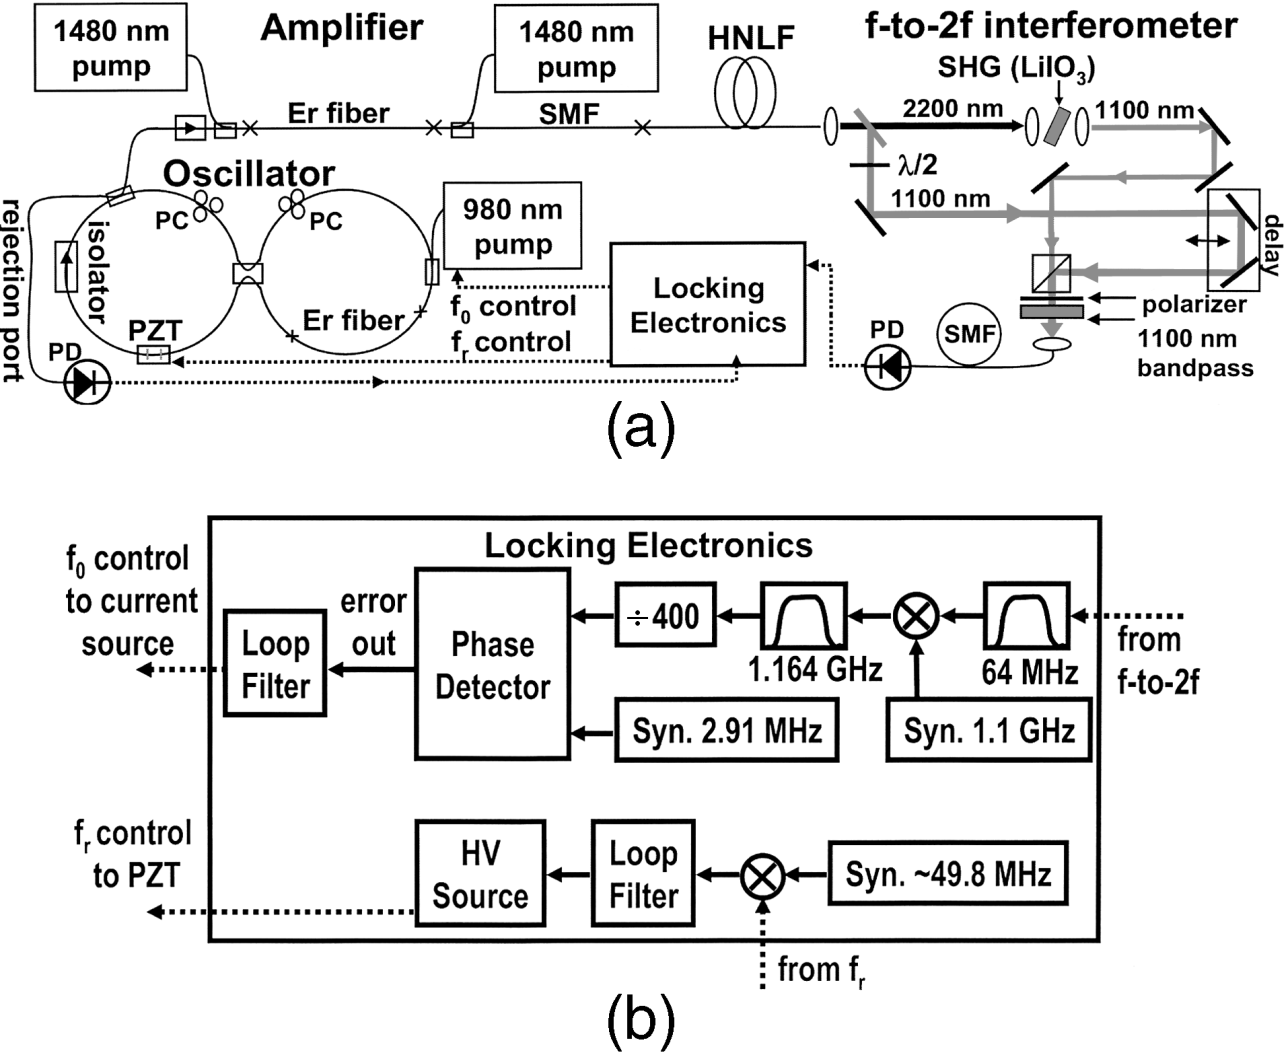 1480 nm
pump
Amplifier
1480 nm
pump
HNLF
f-to-2f interferometer
SHG (LiIO₃)
2200 nm
1100 nm
Er fiber
SMF
λ/2
1100 nm
Oscillator
PC
PC
980 nm
pump
rejection port
isolator
delay
Locking
Electronics
f₀ control
fᵣ control
Er fiber
PZT
PD
PD
SMF
polarizer
1100 nm
bandpass
(a)
Locking Electronics
f₀ control
to current
source
Loop
Filter
error
out
Phase
Detector
÷400
1.164 GHz
64 MHz
from
f-to-2f
Syn. 2.91 MHz
Syn. 1.1 GHz
fᵣ control
to PZT
HV
Source
Loop
Filter
Syn. ~49.8 MHz
from fᵣ
(b)